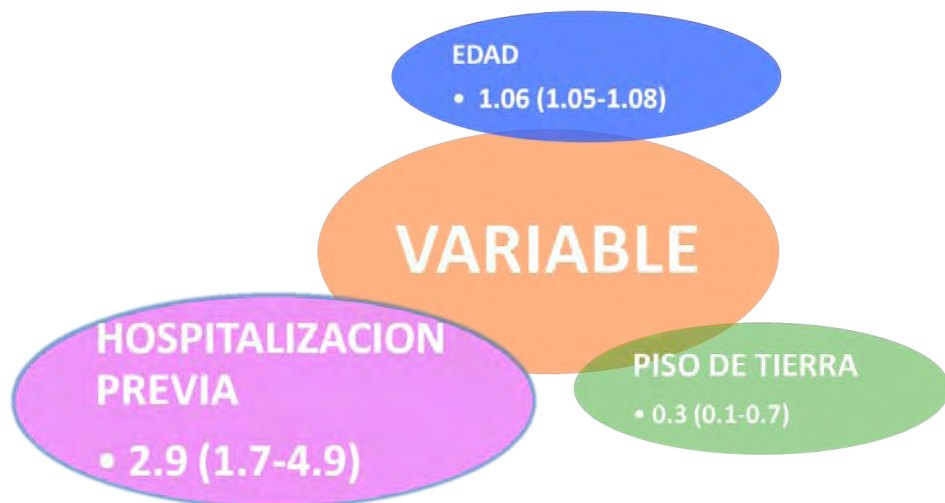 EDAD
• 1.06 (1.05-1.08)
VARIABLE
HOSPITALIZACION
PREVIA
• 2.9 (1.7-4.9)
PISO DE TIERRA
• 0.3 (0.1-0.7)